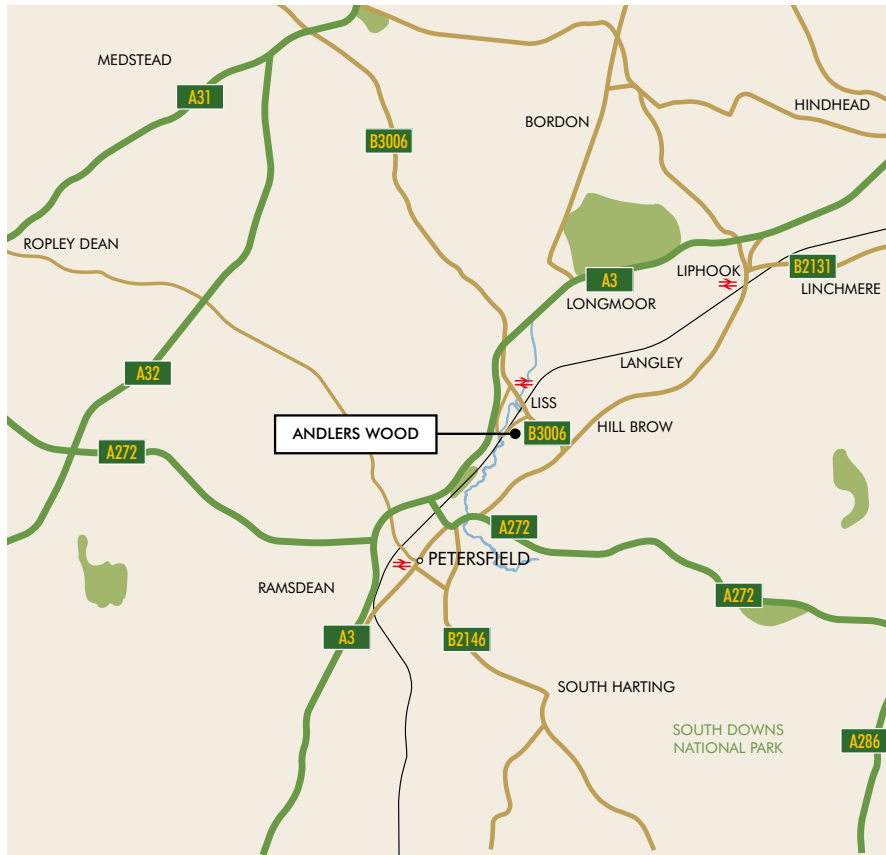 MEDSTEAD
A31
HINDHEAD
BORDON
B3006
ROPLEY DEAN
LIPHOOK
B2131
A3
LINCHMERE
LONGMOOR
LANGLEY
A32
LISS
HILL BROW
ANDLERS WOOD
B3006
A272
A272
PETERSFIELD
RAMSDEAN
A272
A3
B2146
SOUTH HARTING
SOUTH DOWNS
NATIONAL PARK
A286